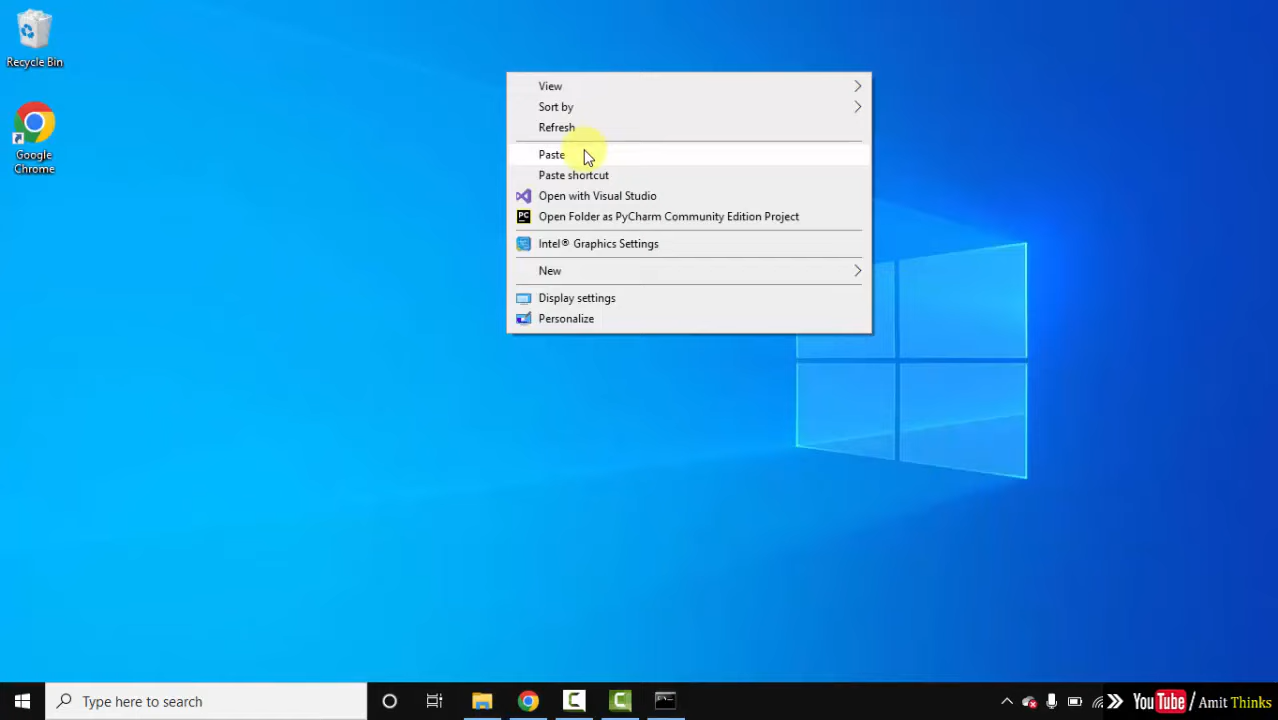 Recycle Bin
Google
Chrome
View
Sort by
Refresh
Paste
Paste shortcut
Open with Visual Studio
PC
Open Folder as PyCharm Community Edition Project
Intel® Graphics Settings
New
Display settings
Personalize
Type here to search
YouTube / Amit Thinks